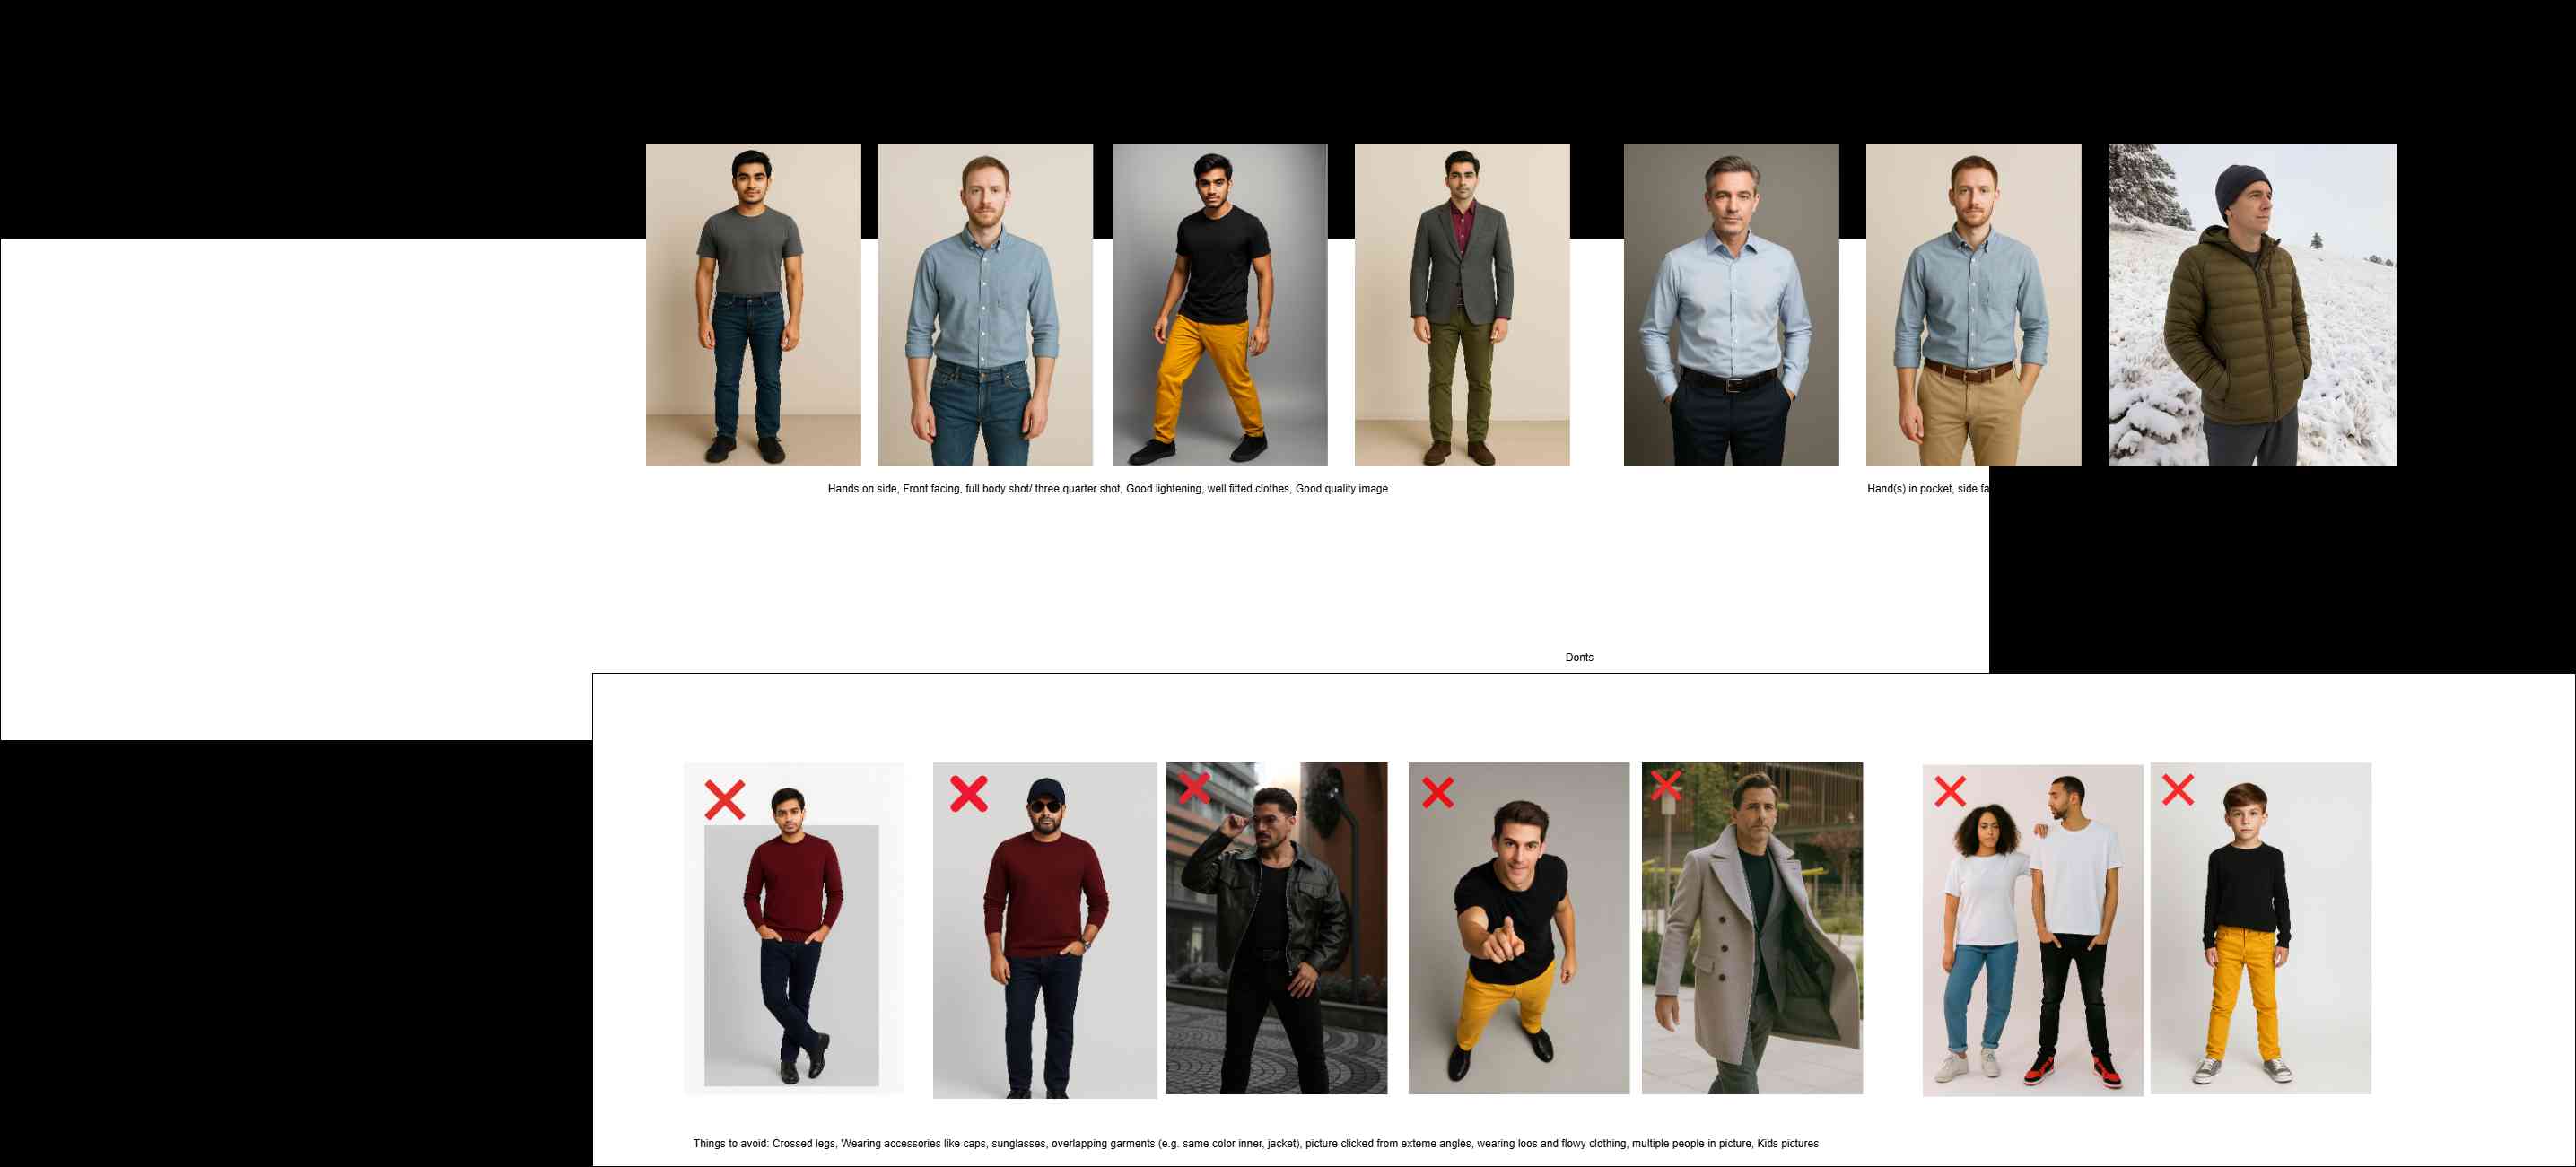 Hands on side, Front facing, full body shot/ three quarter shot, Good lightening, well fitted clothes, Good quality image
Hand(s) in pocket, side fa
Donts
Things to avoid: Crossed legs, Wearing accessories like caps, sunglasses, overlapping garments (e.g. same color inner, jacket), picture clicked from exteme angles, wearing loos and flowy clothing, multiple people in picture, Kids pictures